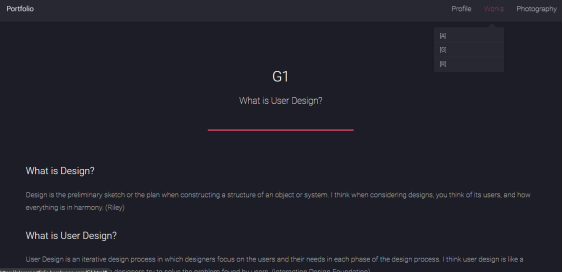 Portfolio
Profile Works Photography
[A]
[G]
[R]
G1
What is User Design?
What is Design?
Design is the preliminary sketch or the plan when constructing a structure of an object or system. I think when considering designs, you think of its users, and how
everything is in harmony. (Riley)
What is User Design?
User Design is an iterative design process in which designers focus on the users and their needs in each phase of the design process. I think user design is like a
designers try to solve the problem found by users. (Interaction Design Foundation)